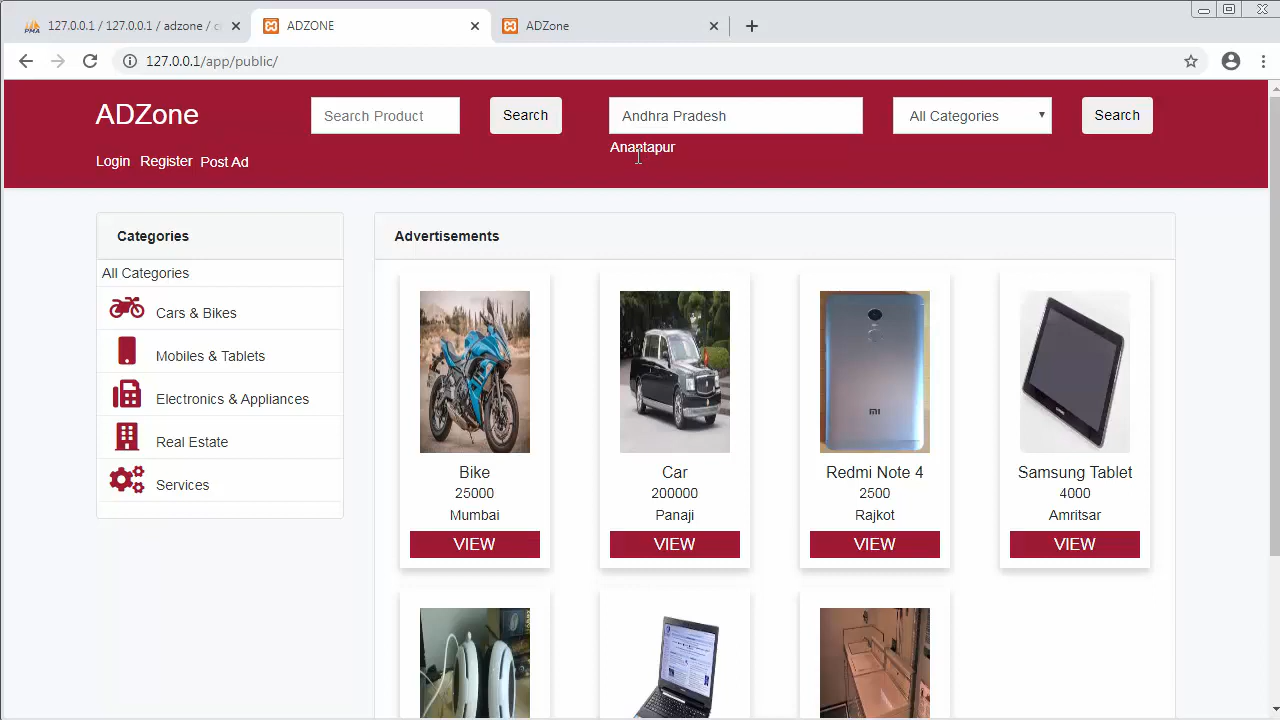 127.0.0.1 / 127.0.0.1 / adzone / c
ADZONE
ADZone
127.0.0.1/app/public/
ADZone
Search Product
Search
Andhra Pradesh
All Categories
Search
Anantapur
Login Register Post Ad
Categories
All Categories
Cars & Bikes
Mobiles & Tablets
Electronics & Appliances
Real Estate
Services
Advertisements
Bike
25000
Mumbai
VIEW
Car
200000
Panaji
VIEW
Redmi Note 4
2500
Rajkot
VIEW
Samsung Tablet
4000
Amritsar
VIEW